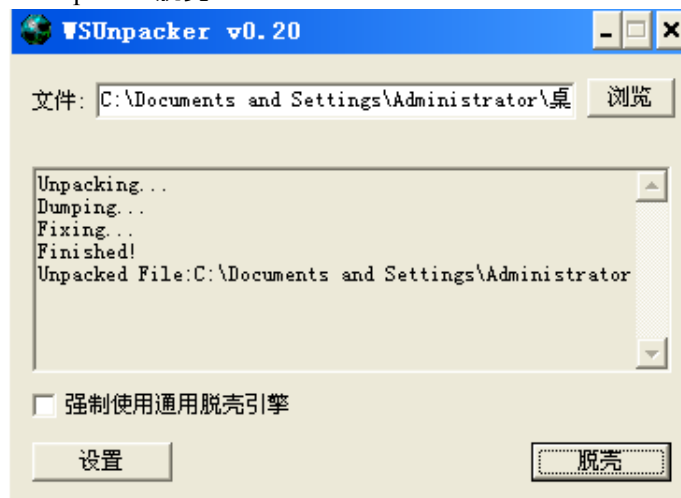 WSUnpacker v0.20
文件: C:\Documents and Settings\Administrator\桌 浏览
Unpacking...
Dumping...
Fixing...
Finished!
Unpacked File:C:\Documents and Settings\Administrator
强制使用通用脱壳引擎
设置 脱壳